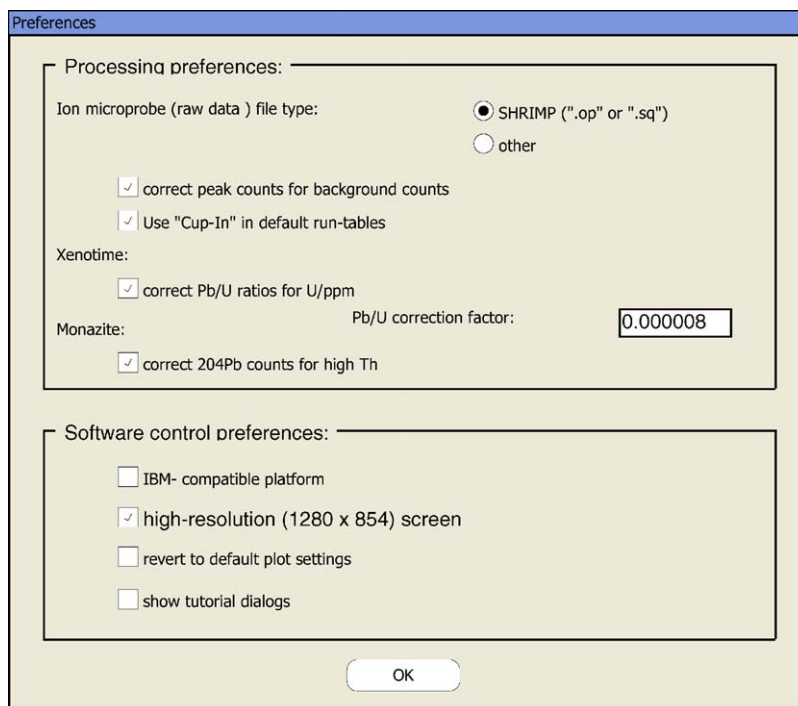 Preferences
Processing preferences:
Ion microprobe (raw data ) file type:
SHRIMP (".op" or ".sq")
other
correct peak counts for background counts
Use "Cup-In" in default run-tables
Xenotime:
correct Pb/U ratios for U/ppm
Pb/U correction factor:
0.000008
Monazite:
correct 204Pb counts for high Th
Software control preferences:
IBM- compatible platform
high-resolution (1280 x 854) screen
revert to default plot settings
show tutorial dialogs
OK